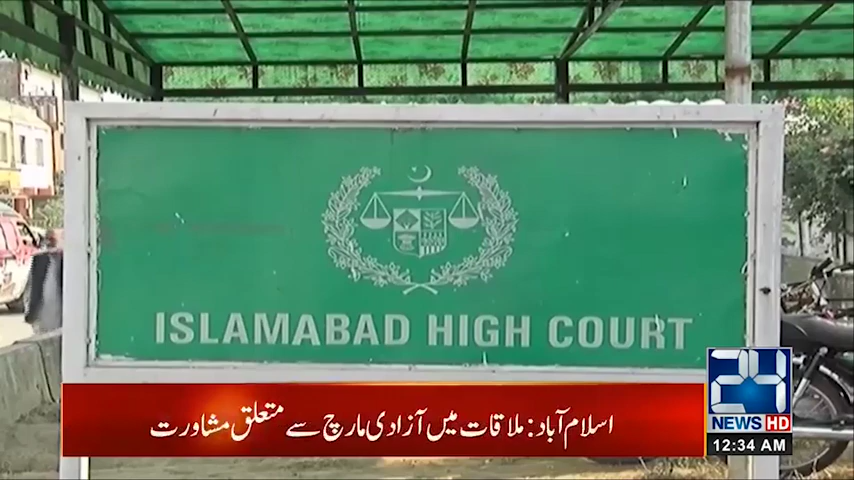 ISLAMABAD HIGH COURT
اسلام آباد: ملاقات میں آزادی مارچ سے متعلق مشاورت
24
NEWS HD
12:34 AM